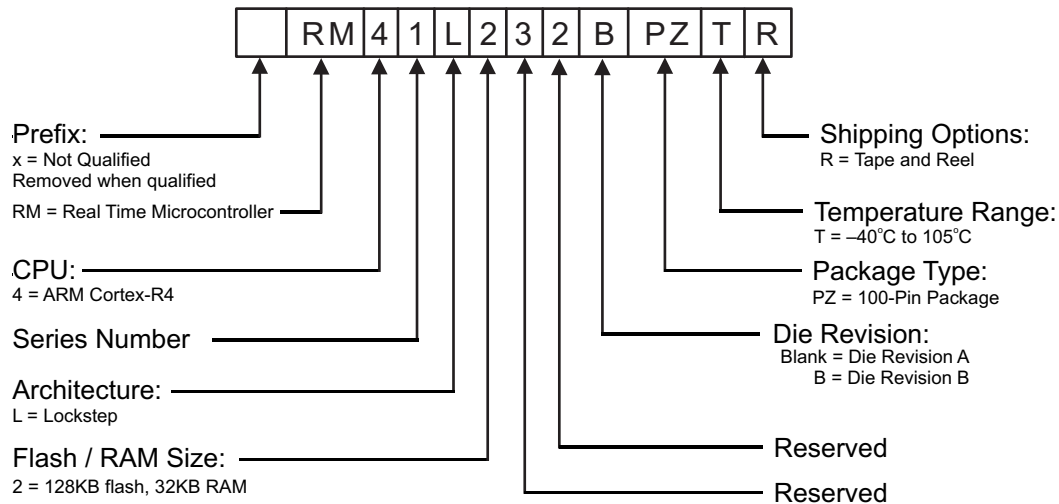 RM 4 1 L 2 3 2 B PZ T R
Prefix:
x = Not Qualified
Removed when qualified
RM = Real Time Microcontroller
CPU:
4 = ARM Cortex-R4
Series Number
Architecture:
L = Lockstep
Flash / RAM Size:
2 = 128KB flash, 32KB RAM
Shipping Options:
R = Tape and Reel
Temperature Range:
T = –40°C to 105°C
Package Type:
PZ = 100-Pin Package
Die Revision:
Blank = Die Revision A
B = Die Revision B
Reserved
Reserved